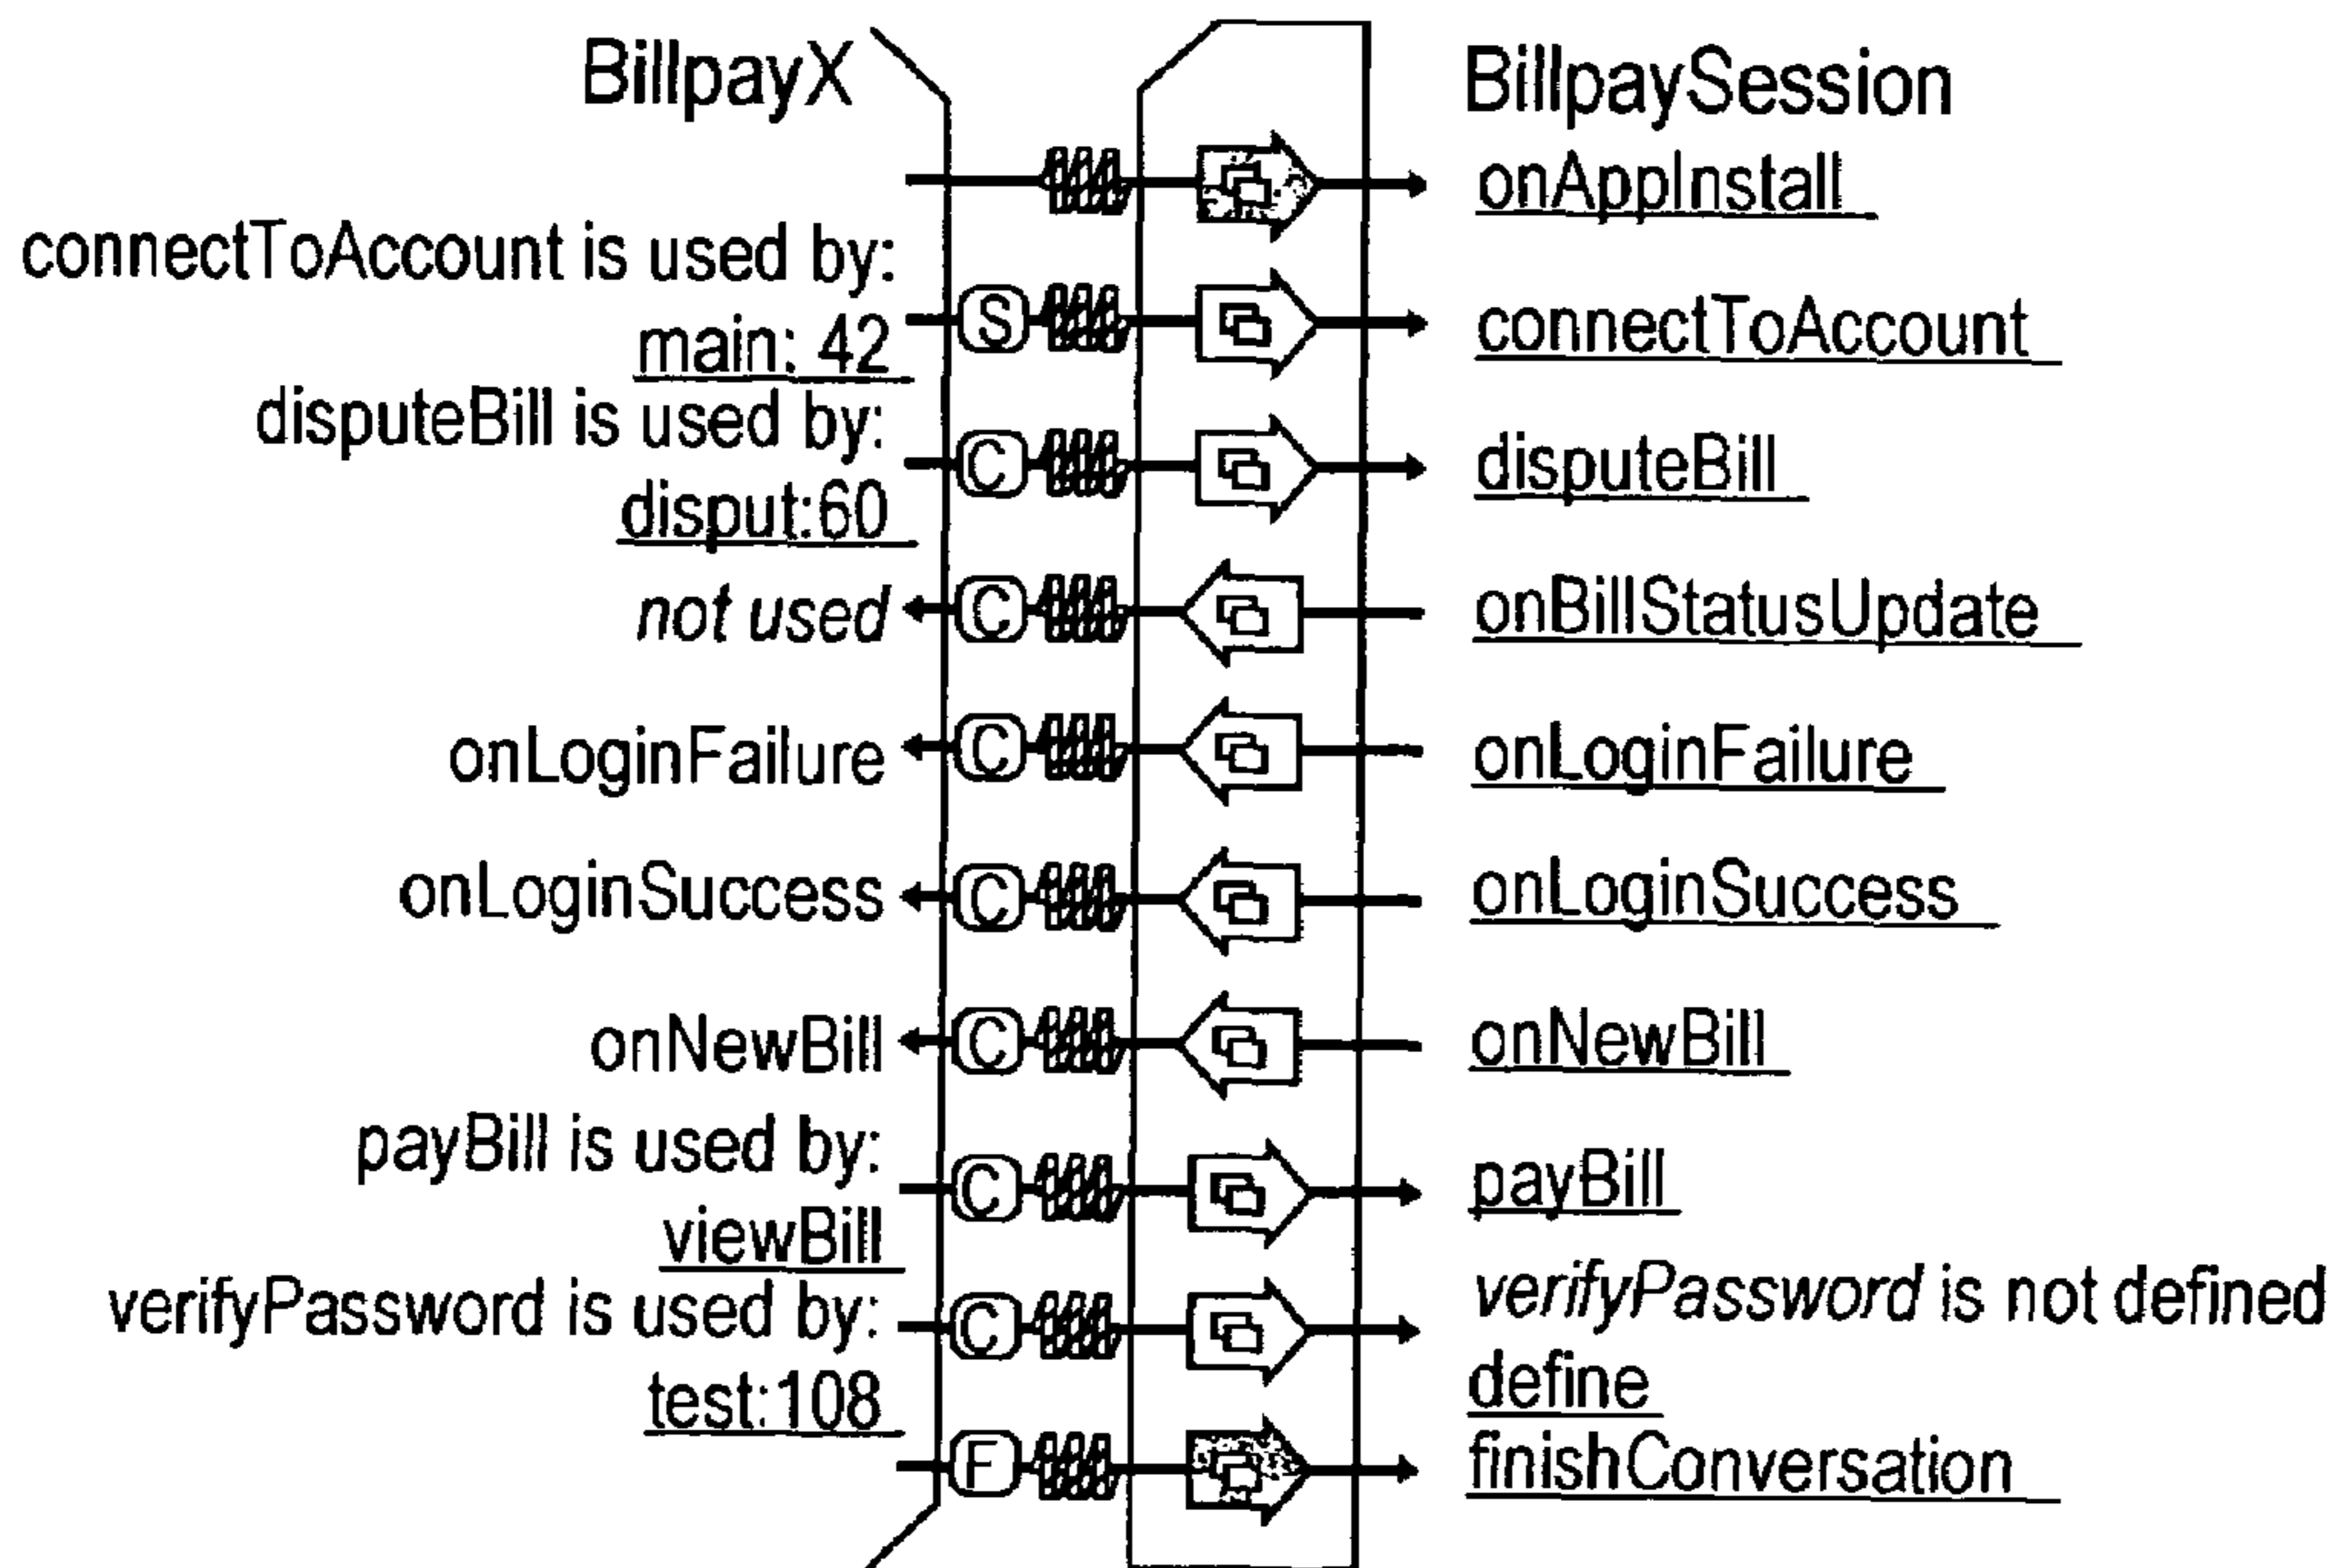 BillpayX
BillpaySession
onAppInstall
connectToAccount is used by:
main: 42
S
connectToAccount
disputeBill is used by:
disput:60
C
disputeBill
not used
C
onBillStatusUpdate
onLoginFailure
C
onLoginFailure
onLoginSuccess
C
onLoginSuccess
onNewBill
C
onNewBill
payBill is used by:
viewBill
C
payBill
verifyPassword is used by:
test:108
C
verifyPassword is not defined
define
F
finishConversation